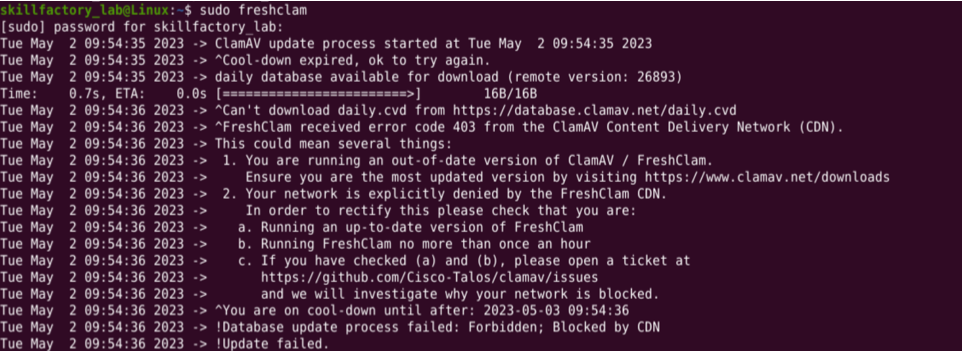 skillfactory_lab@Linux:~$ sudo freshclam
[sudo] password for skillfactory_lab:
Tue May  2 09:54:35 2023 -> ClamAV update process started at Tue May  2 09:54:35 2023
Tue May  2 09:54:35 2023 -> ^Cool-down expired, ok to try again.
Tue May  2 09:54:35 2023 -> daily database available for download (remote version: 26893)
Time:    0.7s, ETA:    0.0s [========================>]        16B/16B
Tue May  2 09:54:36 2023 -> ^Can't download daily.cvd from https://database.clamav.net/daily.cvd
Tue May  2 09:54:36 2023 -> ^FreshClam received error code 403 from the ClamAV Content Delivery Network (CDN).
Tue May  2 09:54:36 2023 -> This could mean several things:
Tue May  2 09:54:36 2023 ->  1. You are running an out-of-date version of ClamAV / FreshClam.
Tue May  2 09:54:36 2023 ->     Ensure you are the most updated version by visiting https://www.clamav.net/downloads
Tue May  2 09:54:36 2023 ->  2. Your network is explicitly denied by the FreshClam CDN.
Tue May  2 09:54:36 2023 ->     In order to rectify this please check that you are:
Tue May  2 09:54:36 2023 ->    a. Running an up-to-date version of FreshClam
Tue May  2 09:54:36 2023 ->    b. Running FreshClam no more than once an hour
Tue May  2 09:54:36 2023 ->    c. If you have checked (a) and (b), please open a ticket at
Tue May  2 09:54:36 2023 ->       https://github.com/Cisco-Talos/clamav/issues
Tue May  2 09:54:36 2023 ->       and we will investigate why your network is blocked.
Tue May  2 09:54:36 2023 -> ^You are on cool-down until after: 2023-05-03 09:54:36
Tue May  2 09:54:36 2023 -> !Database update process failed: Forbidden; Blocked by CDN
Tue May  2 09:54:36 2023 -> !Update failed.